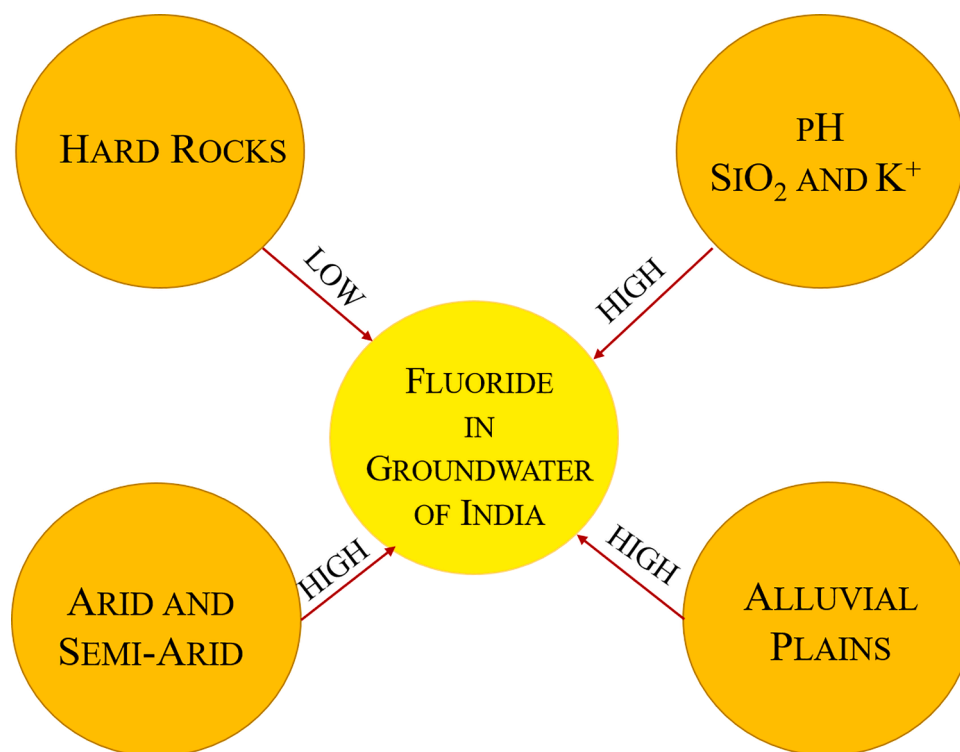 HARD ROCKS
pH
SiO₂ AND K⁺
LOW
HIGH
FLUORIDE
IN
GROUNDWATER
OF INDIA
HIGH
HIGH
ARID AND
SEMI-ARID
ALLUVIAL
PLAINS